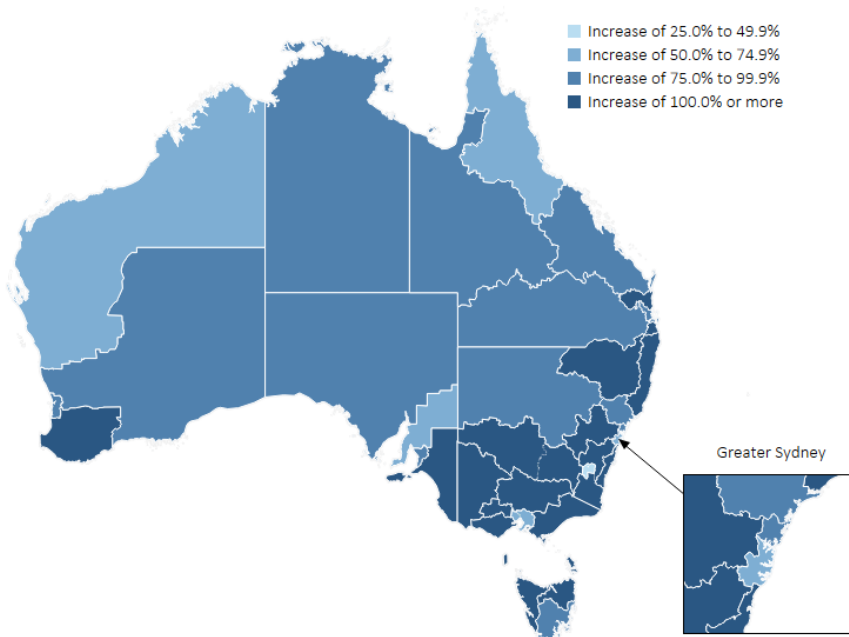 Increase of 25.0% to 49.9%
Increase of 50.0% to 74.9%
Increase of 75.0% to 99.9%
Increase of 100.0% or more
Greater Sydney